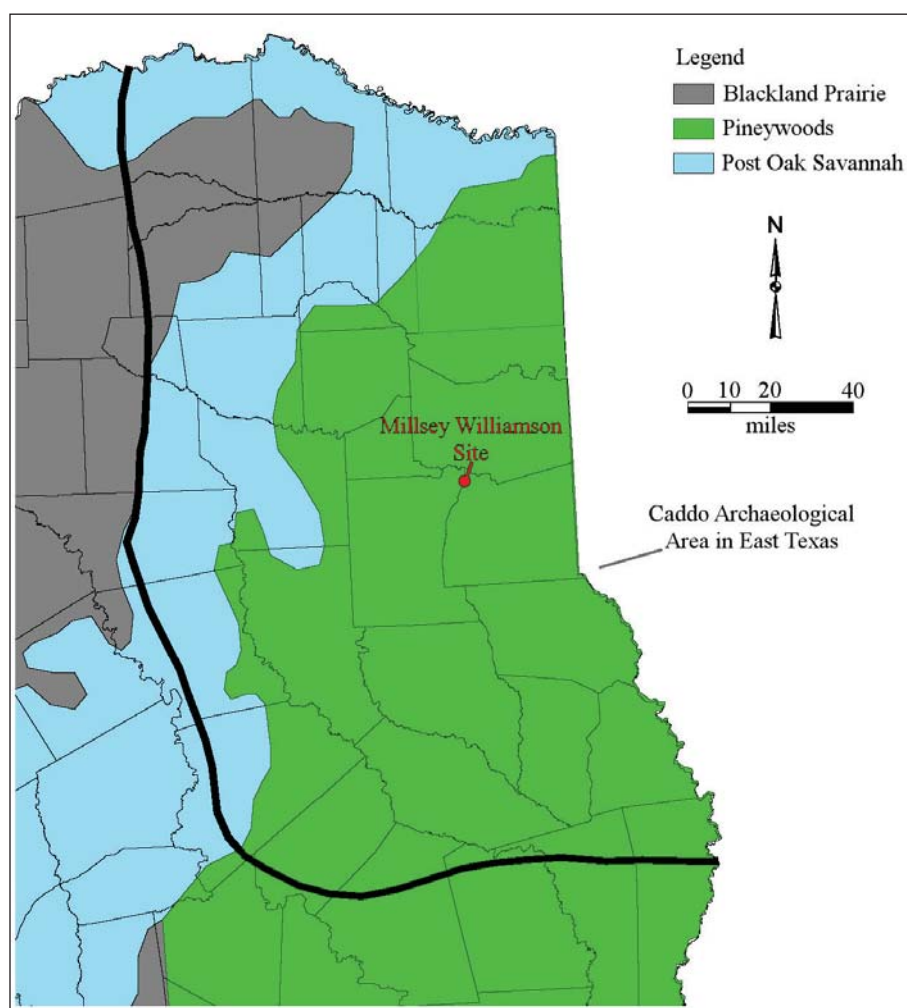 Legend
Blackland Prairie
Pineywoods
Post Oak Savannah
N
0 10 20 40
miles
Millsey Williamson
Site
Caddo Archaeological
Area in East Texas